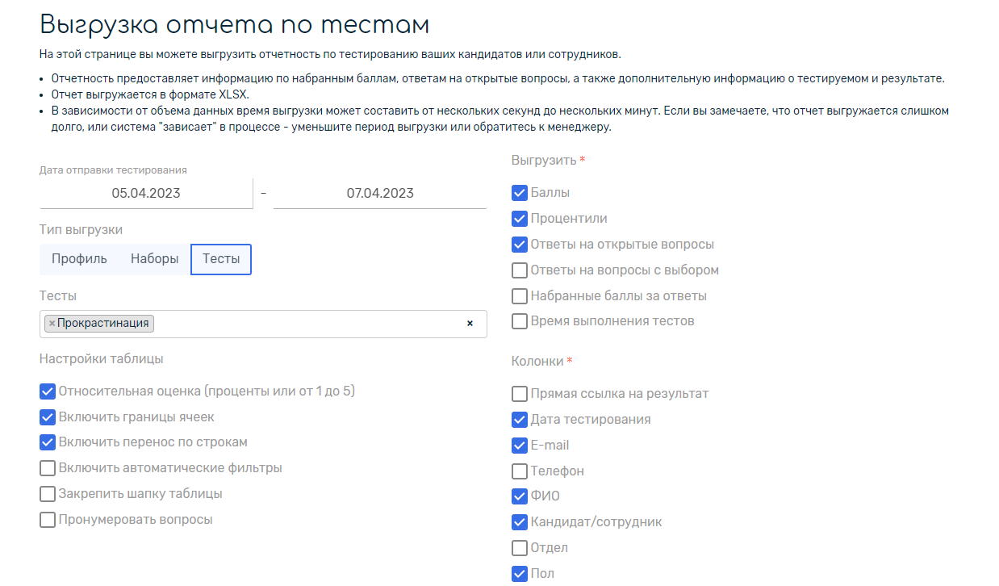 Выгрузка отчета по тестам
На этой странице вы можете выгрузить отчетность по тестированию ваших кандидатов или сотрудников.
• Отчетность предоставляет информацию по набранным баллам, ответам на открытые вопросы, а также дополнительную информацию о тестируемом и результате.
• Отчет выгружается в формате XLSX.
• В зависимости от объема данных время выгрузки может составить от нескольких секунд до нескольких минут. Если вы замечаете, что отчет выгружается слишком
долго, или система "зависает" в процессе - уменьшите период выгрузки или обратитесь к менеджеру.
Дата отправки тестирования
05.04.2023 - 07.04.2023
Тип выгрузки
Профиль Наборы Тесты
Тесты
×Прокрастинация ×
Настройки таблицы
Относительная оценка (проценты или от 1 до 5)
Включить границы ячеек
Включить перенос по строкам
Включить автоматические фильтры
Закрепить шапку таблицы
Пронумеровать вопросы
Выгрузить *
Баллы
Процентили
Ответы на открытые вопросы
Ответы на вопросы с выбором
Набранные баллы за ответы
Время выполнения тестов
Колонки *
Прямая ссылка на результат
Дата тестирования
E-mail
Телефон
ФИО
Кандидат/сотрудник
Отдел
Пол